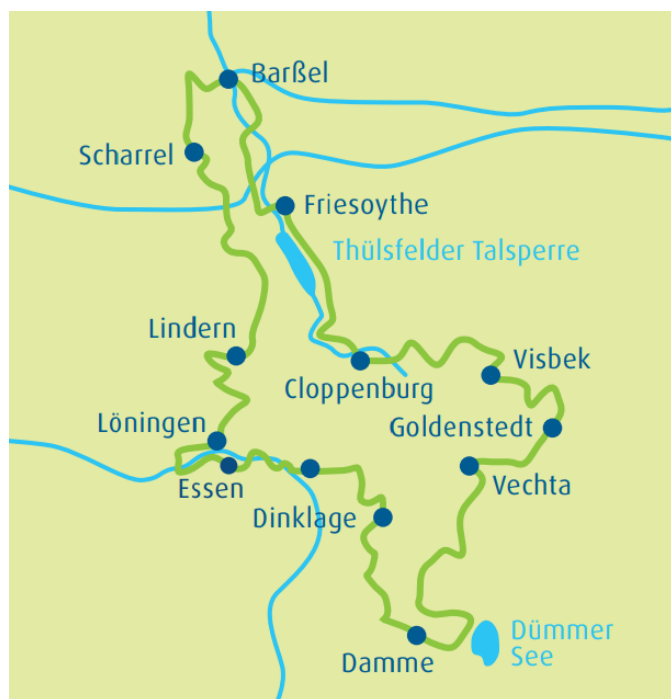 Barßel
Scharrel
Friesoythe
Thülsfelder Talsperre
Lindern
Visbek
Cloppenburg
Löningen
Goldenstedt
Essen
Vechta
Dinklage
Dümmer
See
Damme